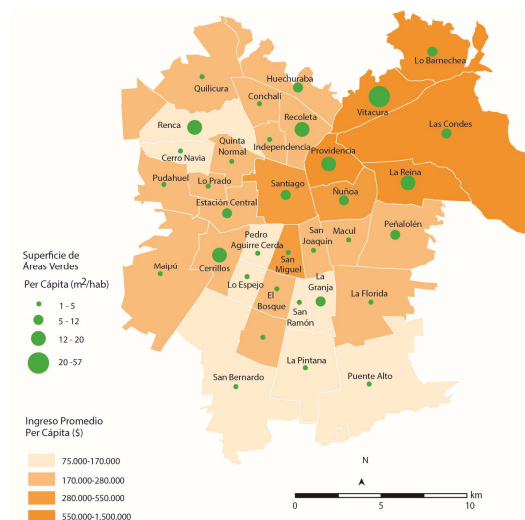 Lo Barnechea
Quilicura
Huechuraba
Conchalí
Vitacura
Las Condes
Renca
Recoleta
Quinta
Normal
Independencia
Providencia
Cerro Navia
La Reina
Pudahuel
Lo Prado
Santiago
Ñuñoa
Estación Central
Peñalolén
Pedro
Aguirre Cerda
San
Joaquín
Macul
Maipú
Cerrillos
San
Miguel
La
Granja
Lo Espejo
El
Bosque
San
Ramón
La Florida
La Pintana
San Bernardo
Puente Alto
Superficie de
Áreas Verdes
Per Cápita (m²/hab)
1 - 5
5 - 12
12 - 20
20 -57
Ingreso Promedio
Per Cápita ($)
75.000-170.000
170.000-280.000
280.000-550.000
550.000-1.500.000
N
km
0
5
10